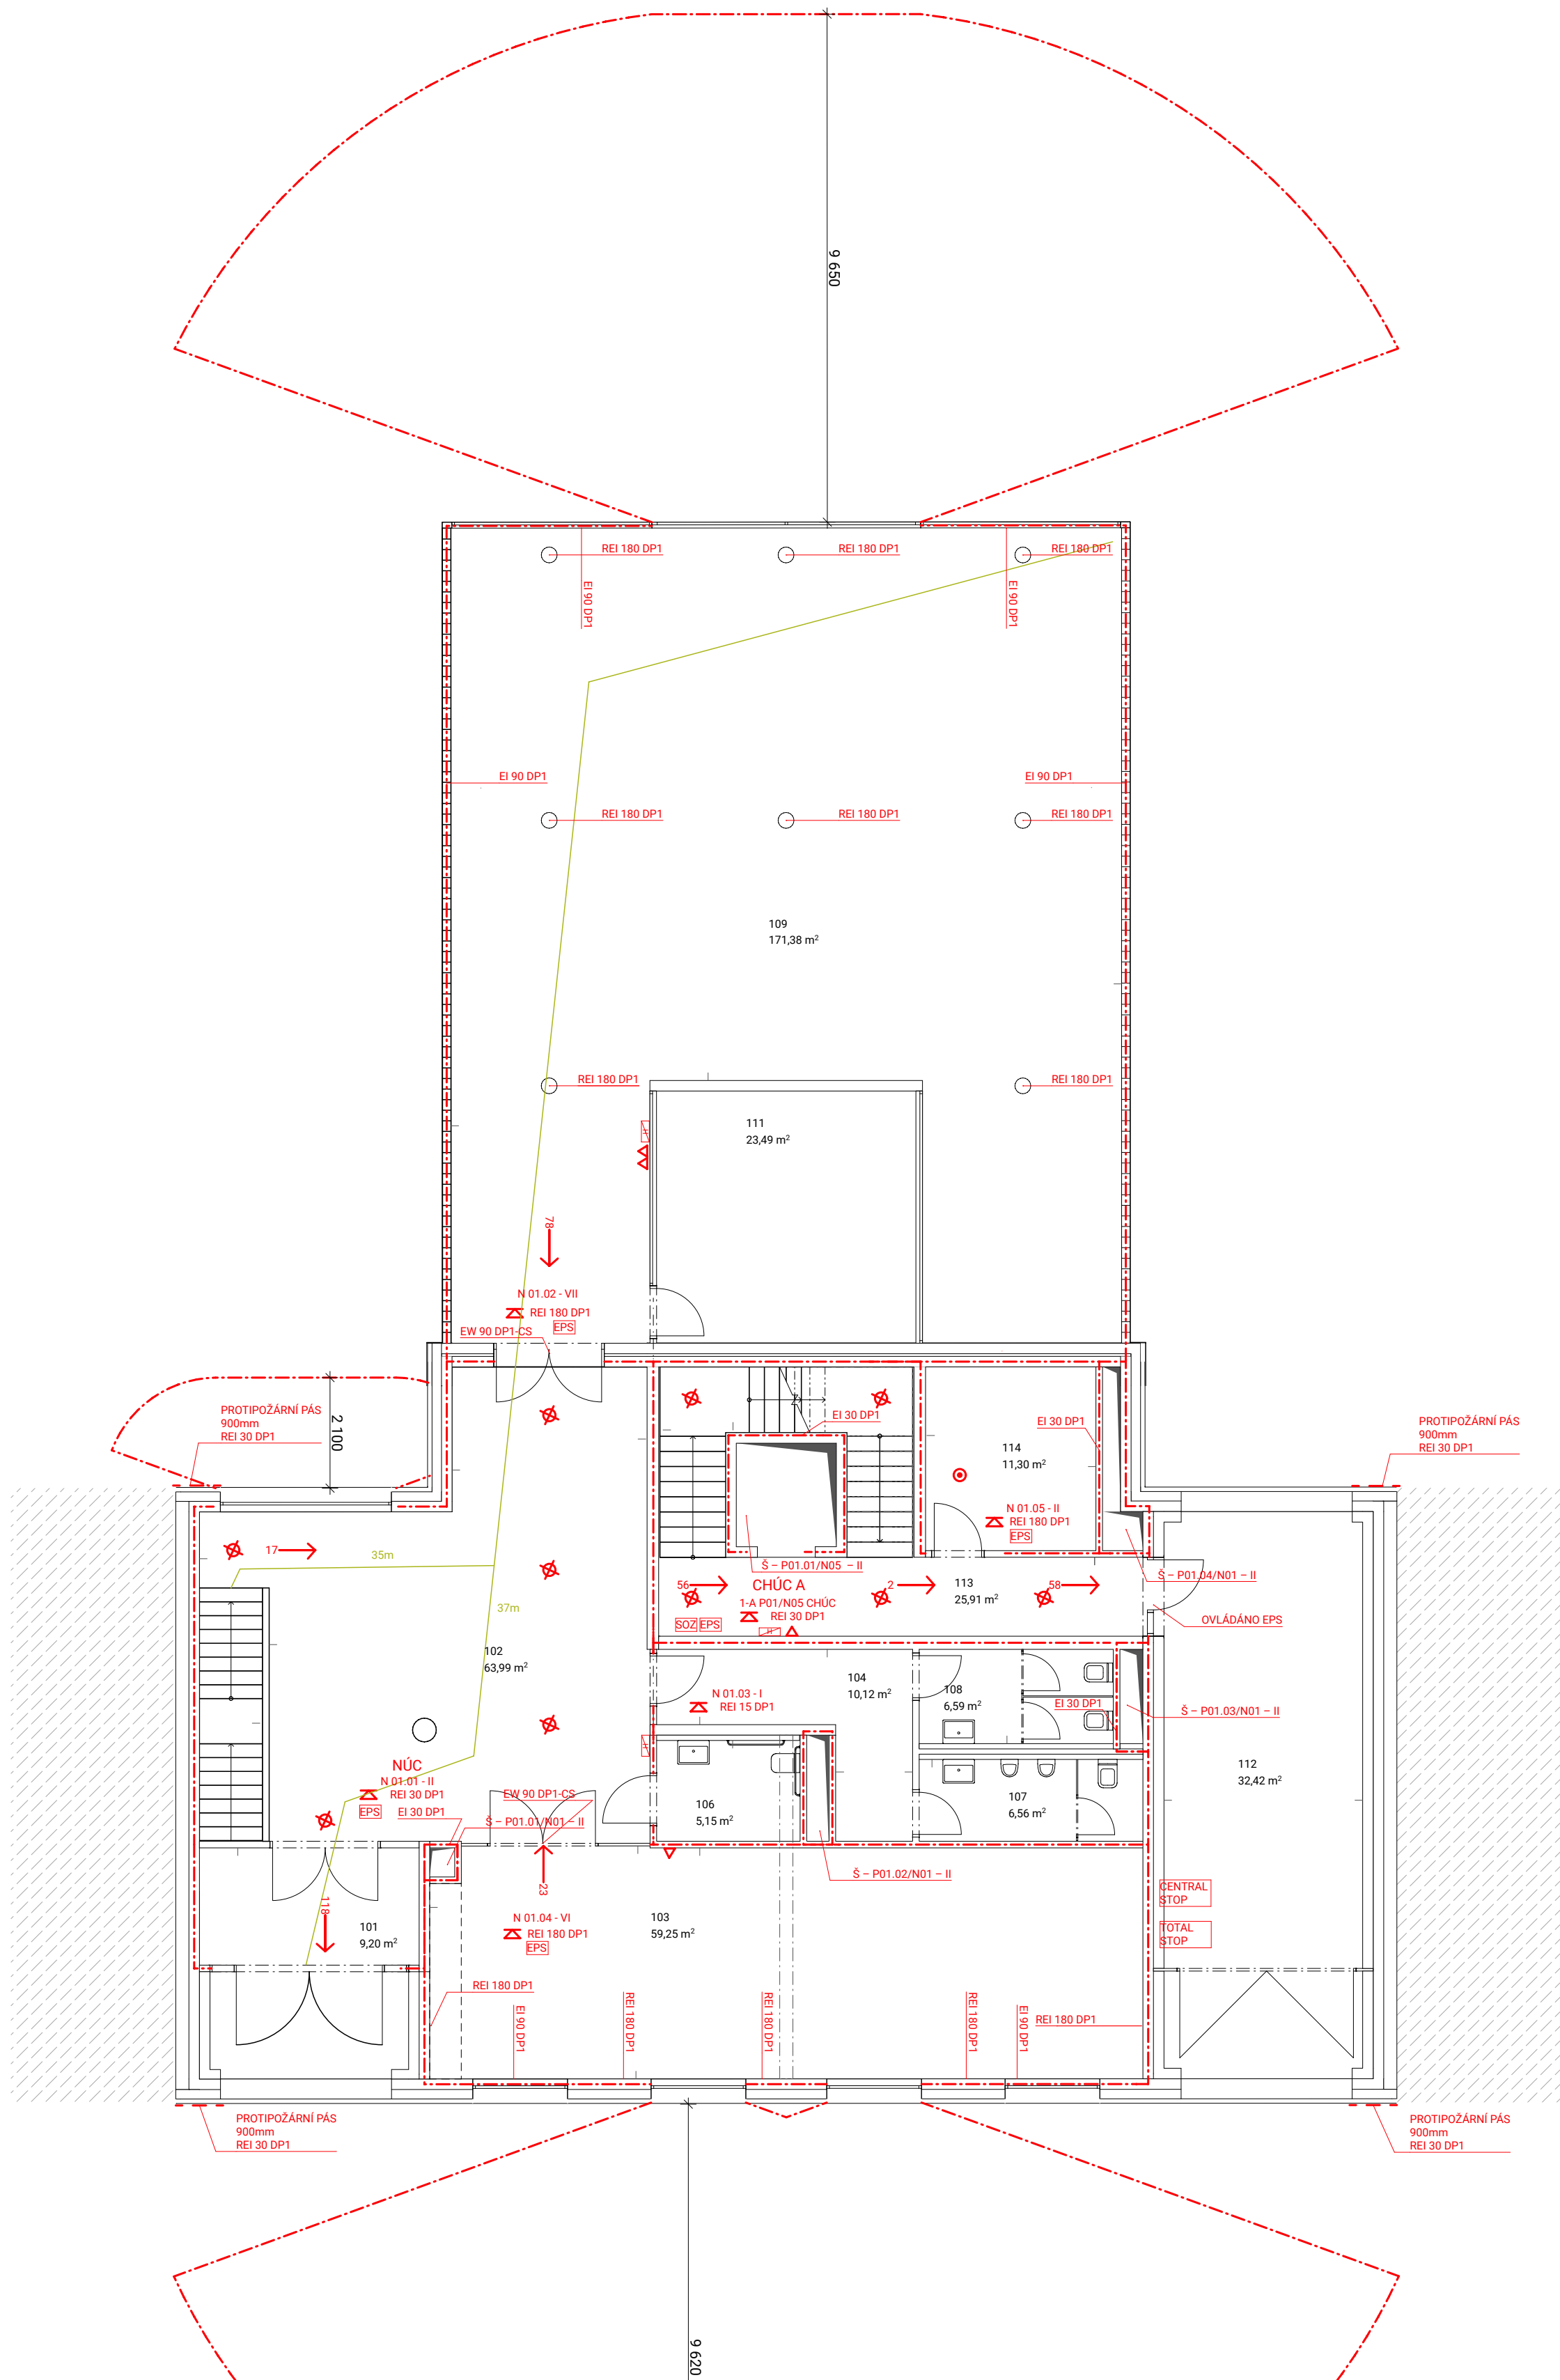 9 650
REI 180 DP1
REI 180 DP1
REI 180 DP1
EI 90 DP1
EI 90 DP1
EI 90 DP1
EI 90 DP1
REI 180 DP1
REI 180 DP1
REI 180 DP1
109
171,38 m²
REI 180 DP1
REI 180 DP1
111
23,49 m²
H
78
N 01.02 - VII
REI 180 DP1
EPS
EW 90 DP1-CS
PROTIPOŽÁRNÍ PÁS
900mm
REI 30 DP1
2 100
EI 30 DP1
EI 30 DP1
114
11,30 m²
PROTIPOŽÁRNÍ PÁS
900mm
REI 30 DP1
N 01.05 - II
REI 180 DP1
EPS
17
35m
Š – P01.01/N05 – II
Š – P01.04/N01 – II
56
CHÚC A
2
113
25,91 m²
58
1-A P01/N05 CHÚC
REI 30 DP1
SOZ
EPS
H
OVLÁDÁNO EPS
37m
102
63,99 m²
104
10,12 m²
108
6,59 m²
N 01.03 - I
REI 15 DP1
EI 30 DP1
Š – P01.03/N01 – II
H
NÚC
N 01.01 - II
REI 30 DP1
EPS
EI 30 DP1
EW 90 DP1-CS
Š – P01.01/N01 – II
106
5,15 m²
107
6,56 m²
112
32,42 m²
Š – P01.02/N01 – II
118
23
101
9,20 m²
N 01.04 - VI
REI 180 DP1
EPS
103
59,25 m²
CENTRAL
STOP
TOTAL
STOP
REI 180 DP1
EI 90 DP1
REI 180 DP1
REI 180 DP1
REI 180 DP1
EI 90 DP1
REI 180 DP1
PROTIPOŽÁRNÍ PÁS
900mm
REI 30 DP1
PROTIPOŽÁRNÍ PÁS
900mm
REI 30 DP1
9 620